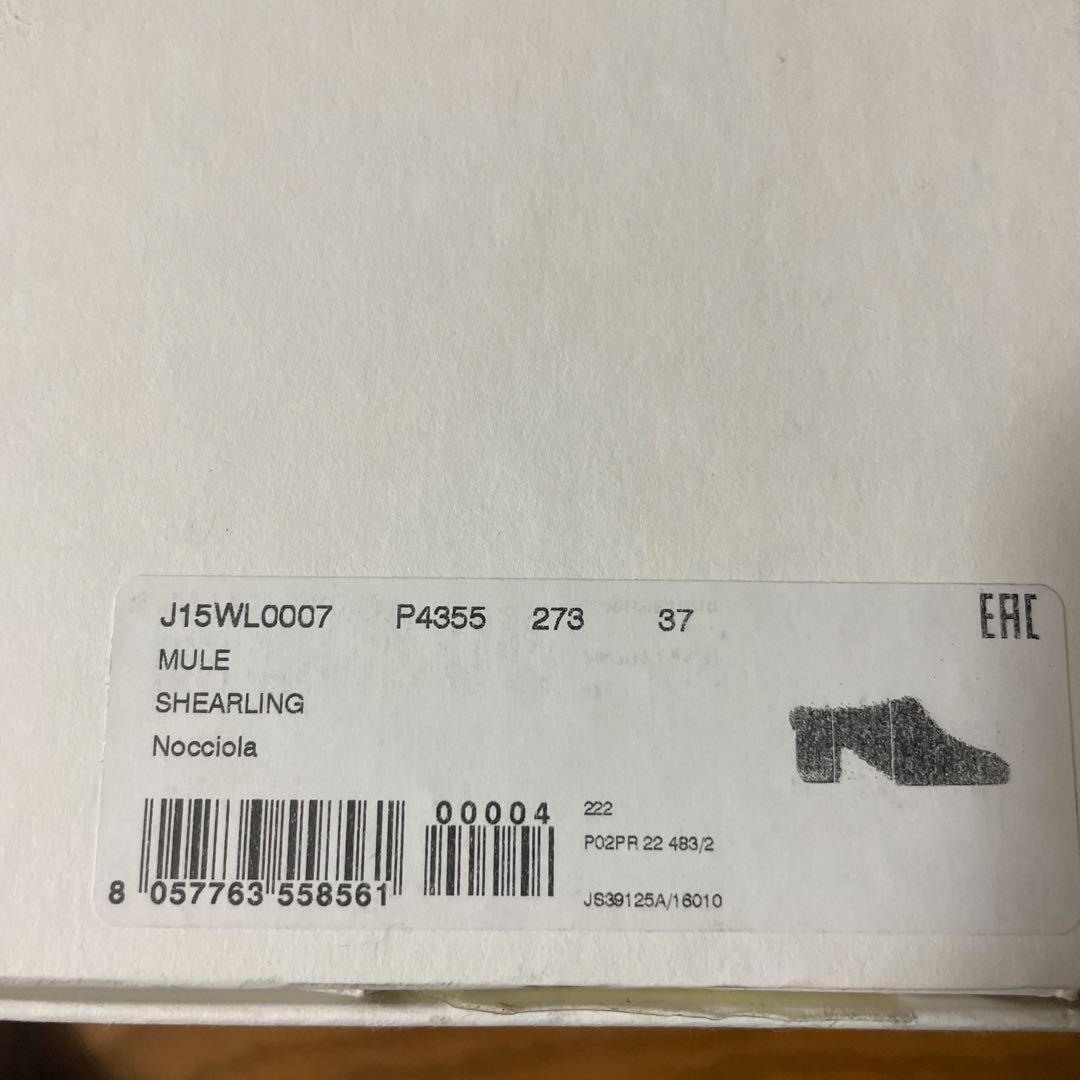 J15WL0007 P4355 273 37 EAC
MULE
SHEARLING
Nocciola
00004
8 057763 558561
222
P02PR 22 483/2
JS39125A/16010